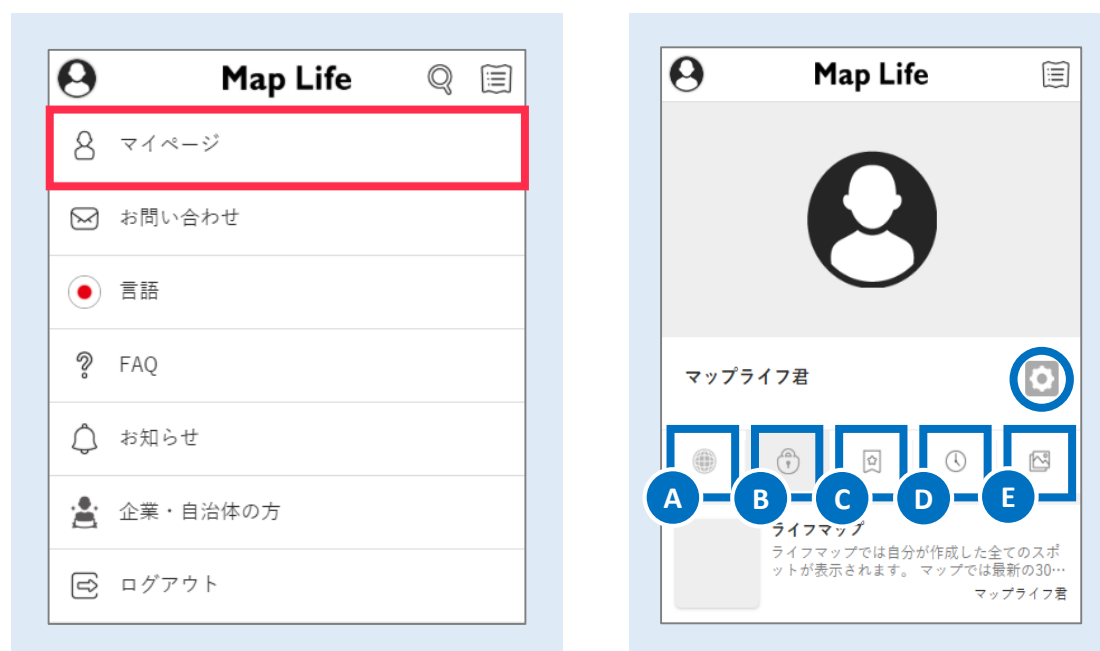 Map Life
マイページ
お問い合わせ
言語
FAQ
お知らせ
企業・自治体の方
ログアウト
Map Life
マップライフ君
A B C D E
ライフマップ
ライフマップでは自分が作成した全てのスポ
ットが表示されます。 マップでは最新の30…
マップライフ君